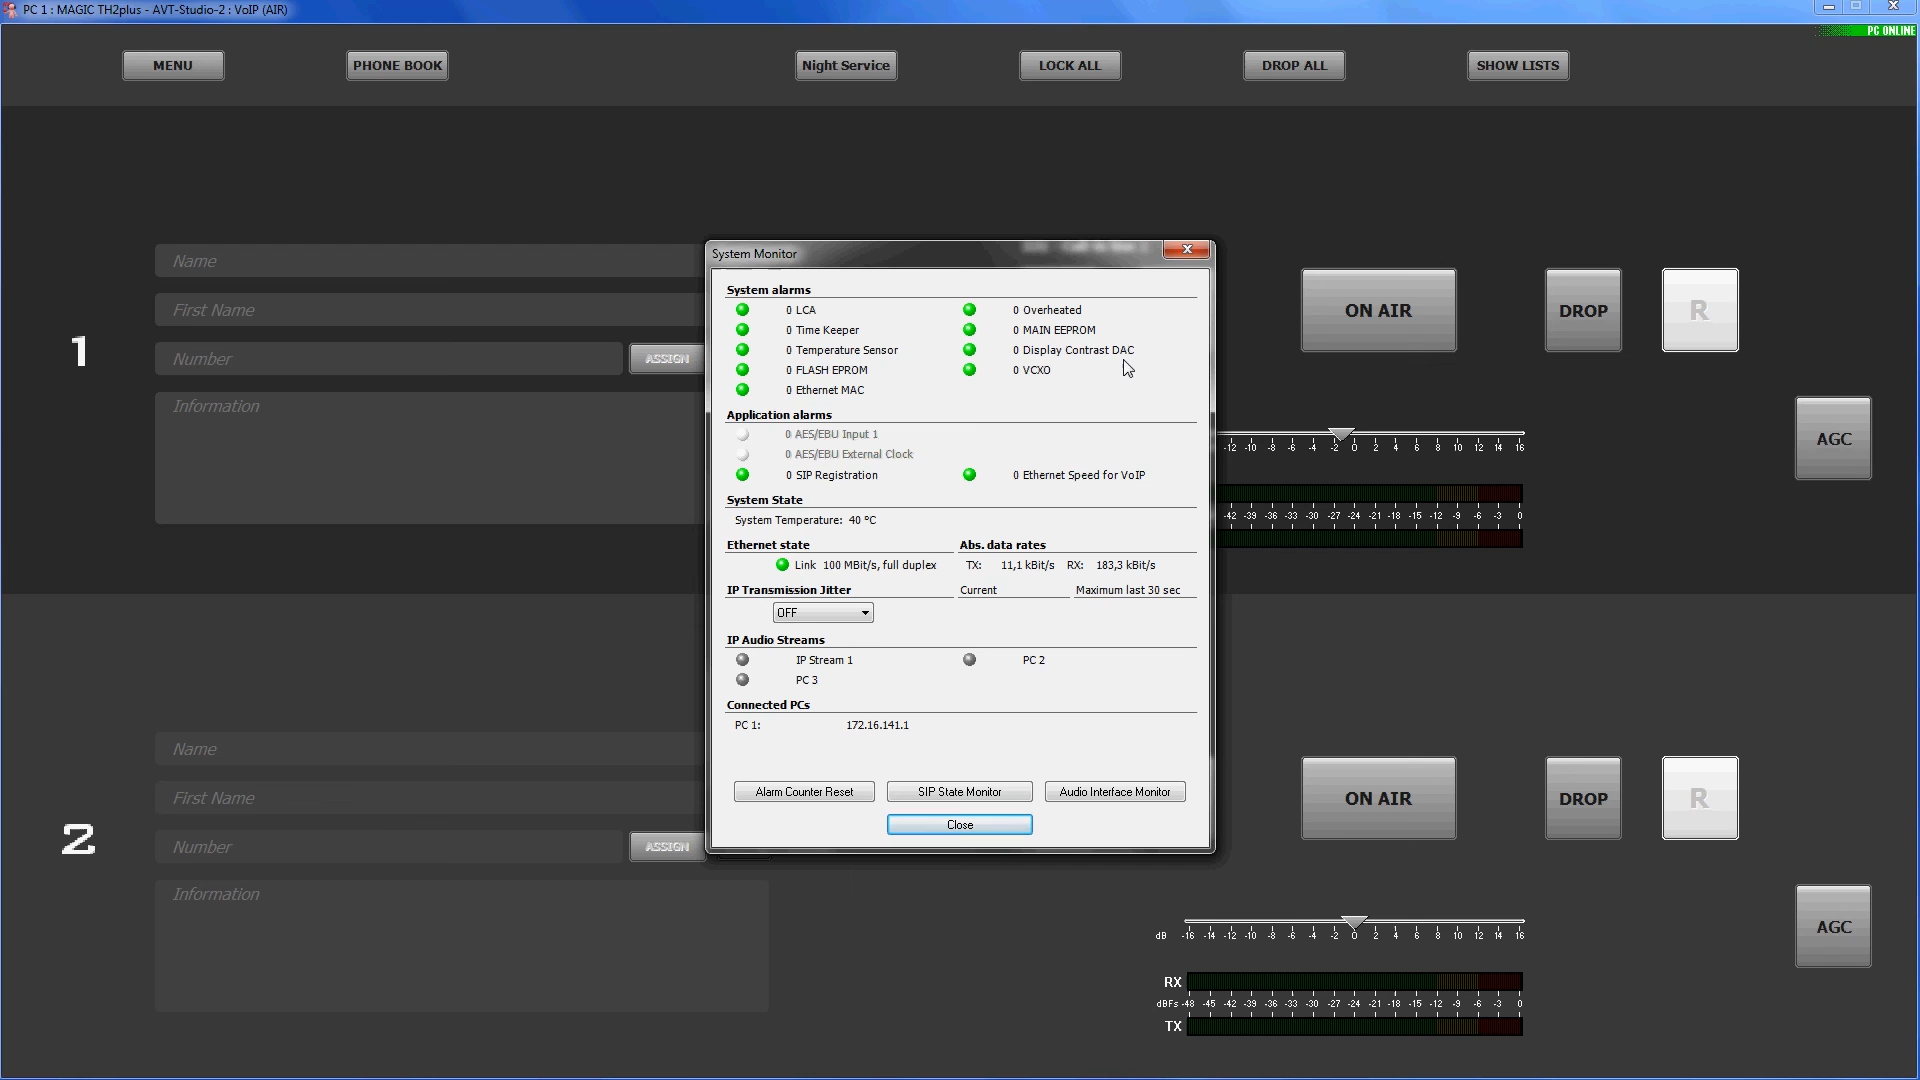 PC 1 : MAGIC TH2plus - AVT-Studio-2 : VoIP (AIR)
PC ONLINE
MENU PHONE BOOK Night Service LOCK ALL DROP ALL SHOW LISTS
1
Name
First Name
Number ASSIGN
Information
ON AIR DROP R
AGC
-12 -10 -8 -6 -4 -2 0 2 4 6 8 10 12 14 16
-42 -39 -36 -33 -30 -27 -24 -21 -18 -15 -12 -9 -6 -3 0
System Monitor
System alarms
0 LCA 0 Overheated
0 Time Keeper 0 MAIN EEPROM
0 Temperature Sensor 0 Display Contrast DAC
0 FLASH EPROM 0 VCXO
0 Ethernet MAC
Application alarms
0 AES/EBU Input 1
0 AES/EBU External Clock
0 SIP Registration 0 Ethernet Speed for VoIP
System State
System Temperature: 40 °C
Ethernet state Abs. data rates
Link 100 MBit/s, full duplex TX: 11,1 kBit/s RX: 183,3 kBit/s
IP Transmission Jitter Current Maximum last 30 sec
OFF
IP Audio Streams
IP Stream 1 PC 2
PC 3
Connected PCs
PC 1: 172.16.141.1
Alarm Counter Reset SIP State Monitor Audio Interface Monitor
Close
2
Name
First Name
Number ASSIGN
Information
ON AIR DROP R
AGC
dB -16 -14 -12 -10 -8 -6 -4 -2 0 2 4 6 8 10 12 14 16
RX
dBFs -48 -45 -42 -39 -36 -33 -30 -27 -24 -21 -18 -15 -12 -9 -6 -3 0
TX